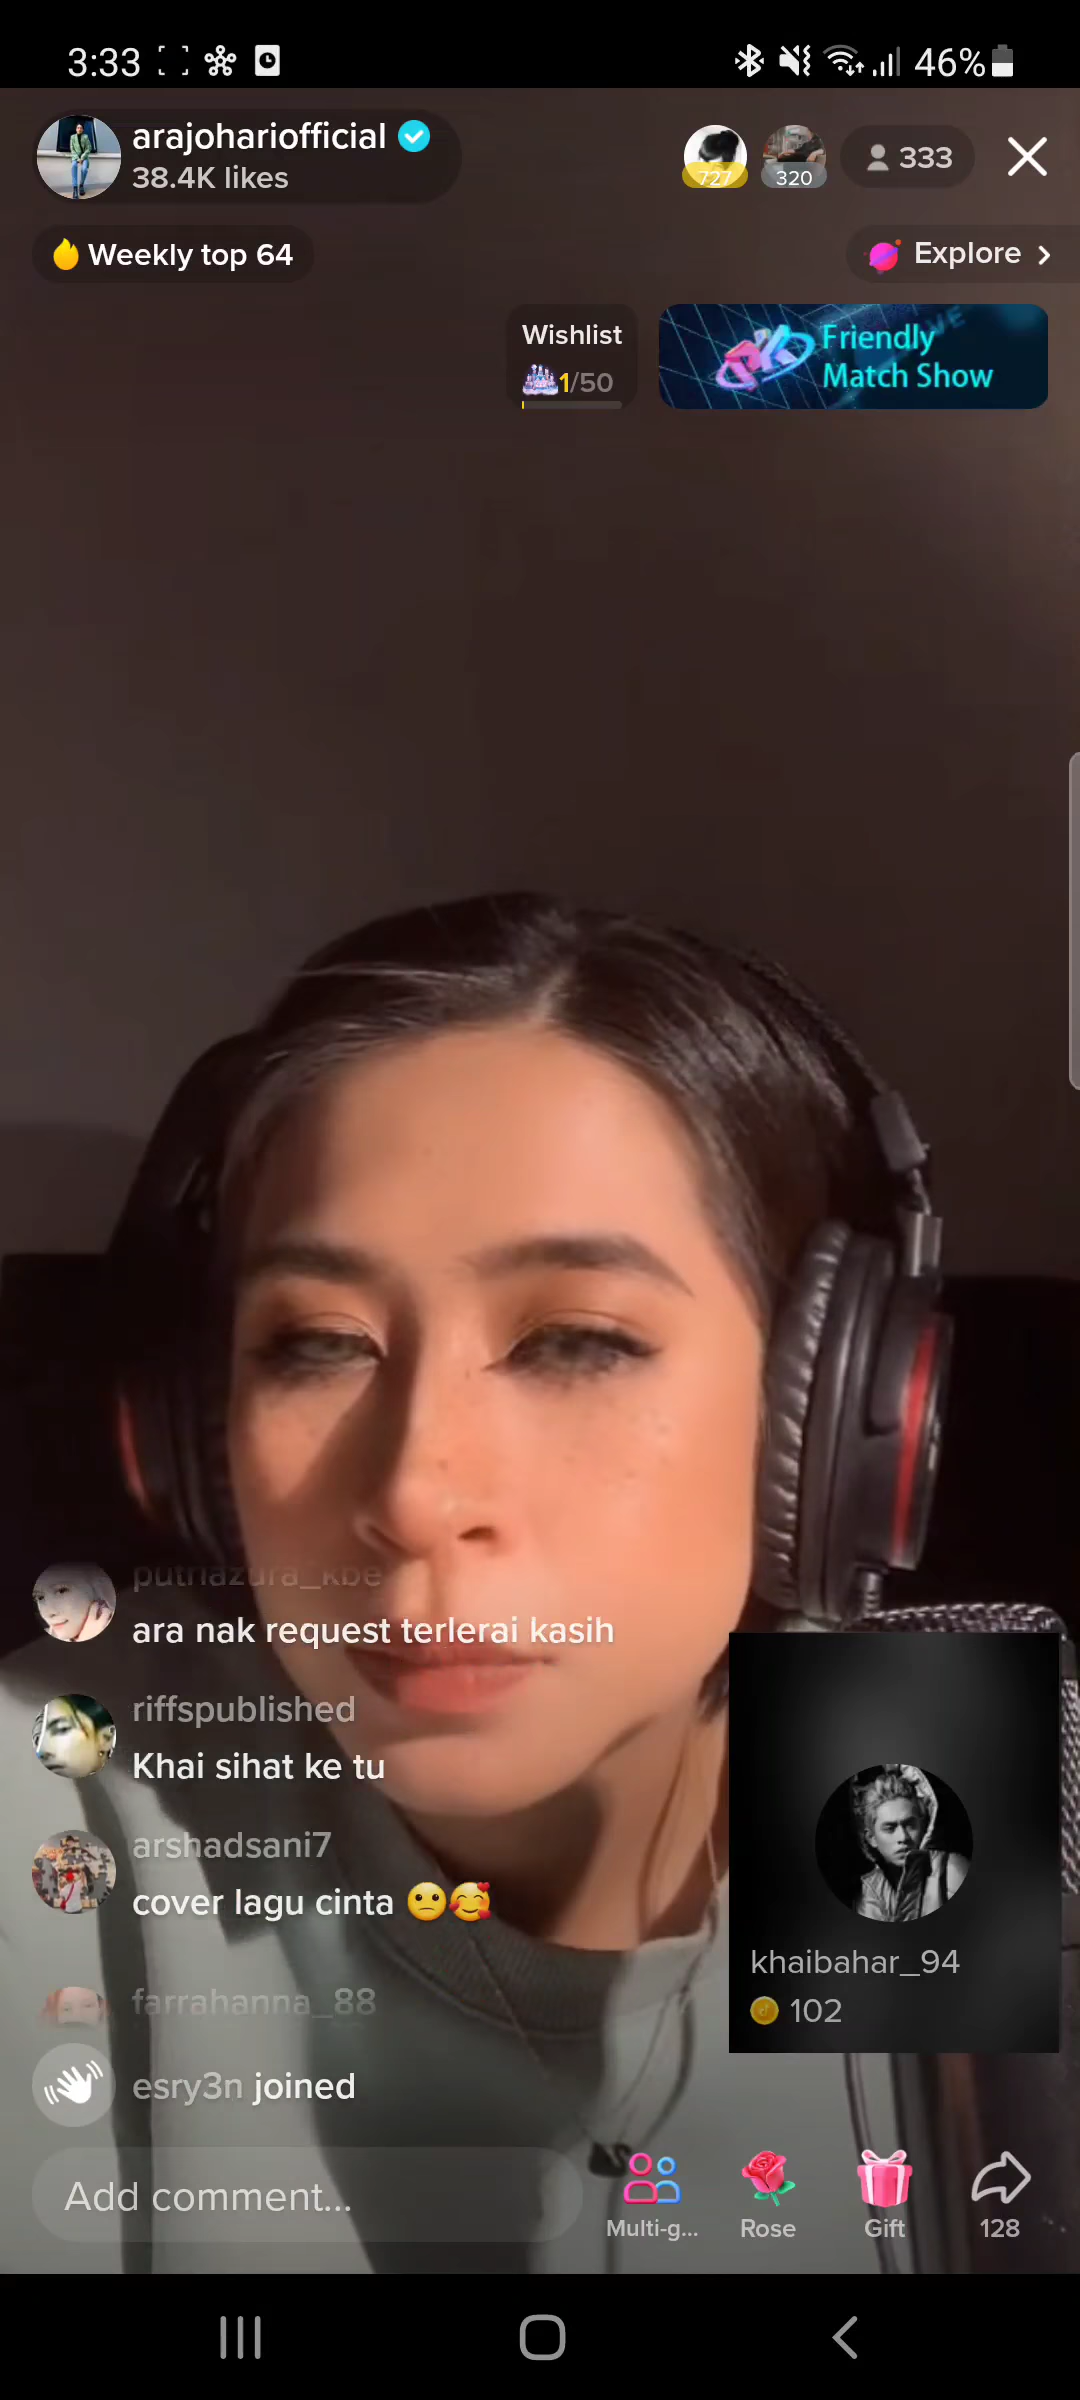 3:33
46%
arajohariofficial
38.4K likes
727
320
333
Weekly top 64
Explore
Wishlist
1/50
Friendly
Match Show
putriazura_kbe
ara nak request terlerai kasih
riffspublished
Khai sihat ke tu
arshadsani7
cover lagu cinta 😕🥰
farrahanna_88
esry3n joined
khaibahar_94
102
Add comment...
Multi-g...
Rose
Gift
128